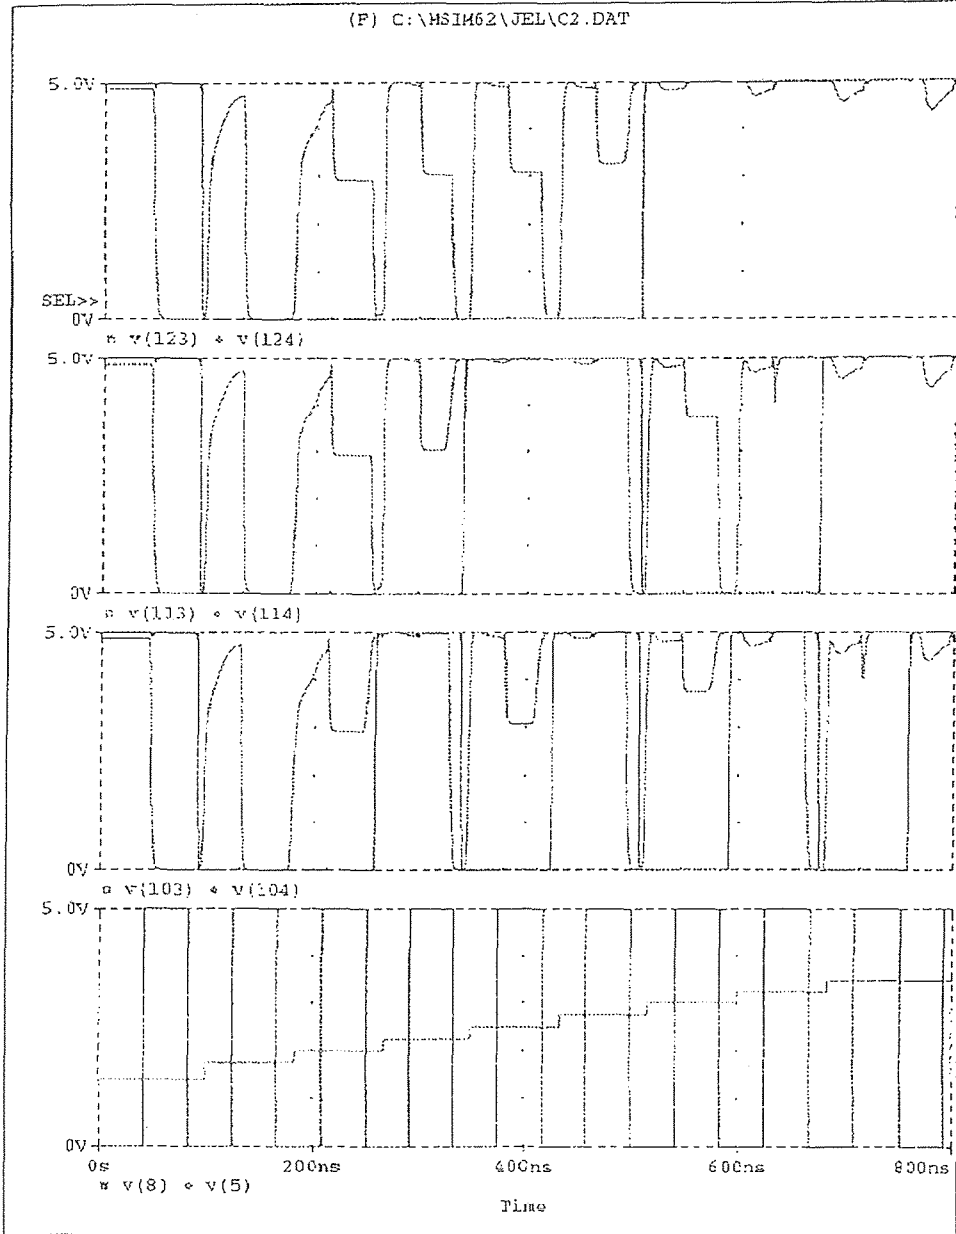 (F) C:\MSIM62\JEL\C2.DAT
5.0V
SEL>>
0V
v(123) v(124)
5.0V
0V
v(113) v(114)
5.0V
0V
v(103) v(104)
5.0V
0V
0s 200ns 400ns 600ns 800ns
v(8) v(5)
Time